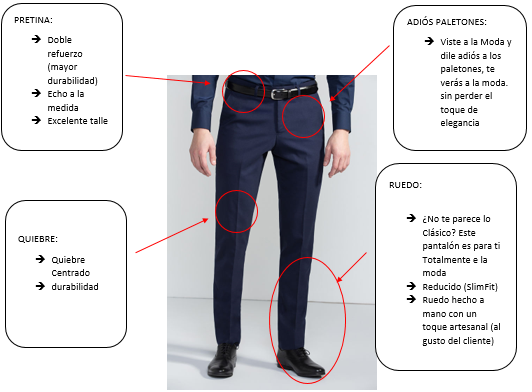 PRETINA:
➔ Doble
refuerzo
(mayor
durabilidad)
➔ Echo a la
medida
➔ Excelente talle
ADIÓS PALETONES:
➔ Viste a la Moda y
dile adiós a los
paletones, te
verás a la moda.
sin perder el
toque de
elegancia
QUIEBRE:
➔ Quiebre
Centrado
➔ durabilidad
RUEDO:
➔ ¿No te parece lo
Clásico? Este
pantalón es para ti
Totalmente e la
moda
➔ Reducido (SlimFit)
➔ Ruedo hecho a
mano con un
toque artesanal (al
gusto del cliente)